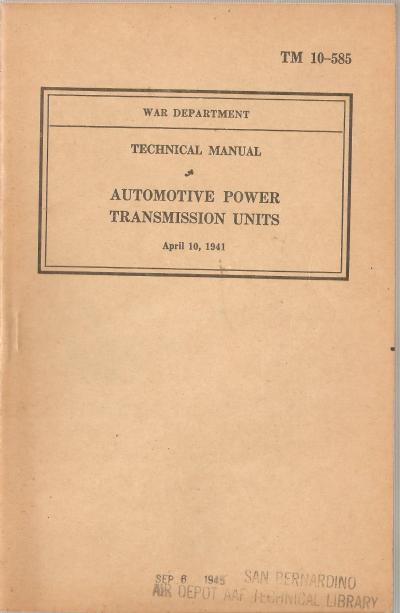 TM 10-585
WAR DEPARTMENT
TECHNICAL MANUAL
AUTOMOTIVE POWER
TRANSMISSION UNITS
April 10, 1941
SEP 6 1945 SAN BERNARDINO
AIR DEPOT AAF TECHNICAL LIBRARY